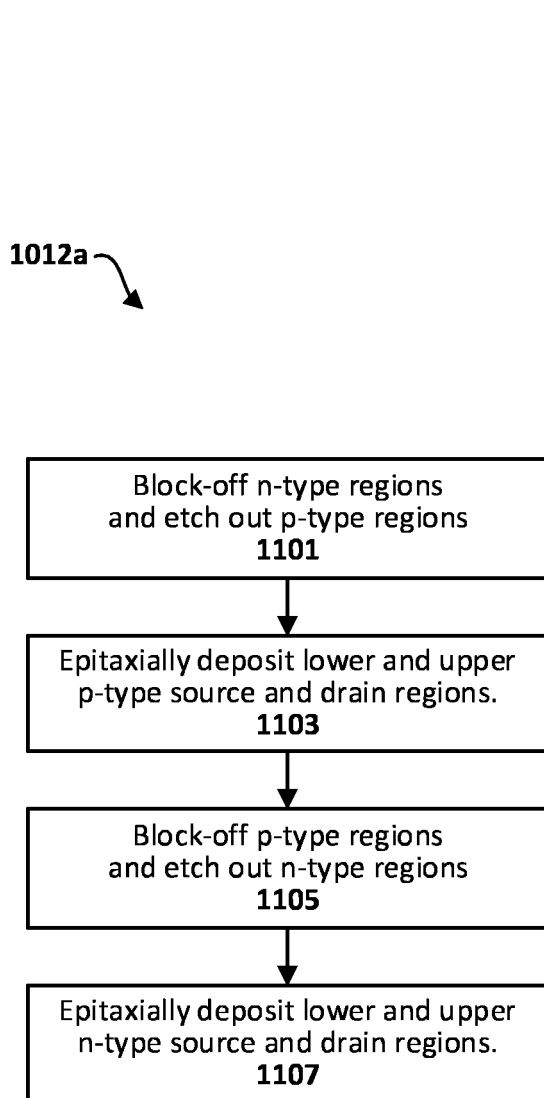 1012a
Block-off n-type regions
and etch out p-type regions
1101
Epitaxially deposit lower and upper
p-type source and drain regions.
1103
Block-off p-type regions
and etch out n-type regions
1105
Epitaxially deposit lower and upper
n-type source and drain regions.
1107